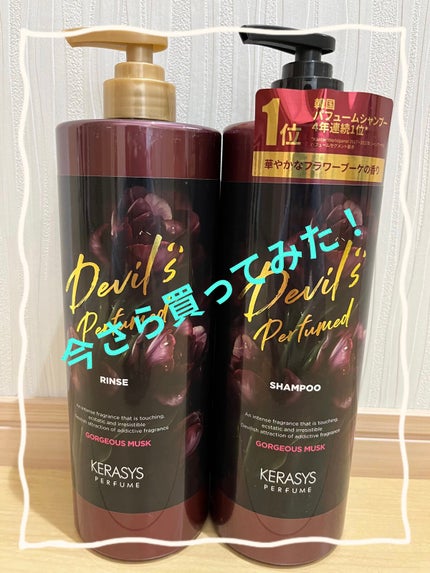 1位
韓国
パフュームシャンプー
4年連続1位*
華やかなフラワーブーケの香り
今さら買ってみた!
Devil's
Perfumed
RINSE
An intense fragrance that is touching,
ecstatic and irresistible
Devilish attraction of addictive fragrance
GORGEOUS MUSK
KERASYS
PERFUME
Devil's
Perfumed
SHAMPOO
An intense fragrance that is touching,
ecstatic and irresistible
Devilish attraction of addictive fragrance
GORGEOUS MUSK
KERASYS
PERFUME